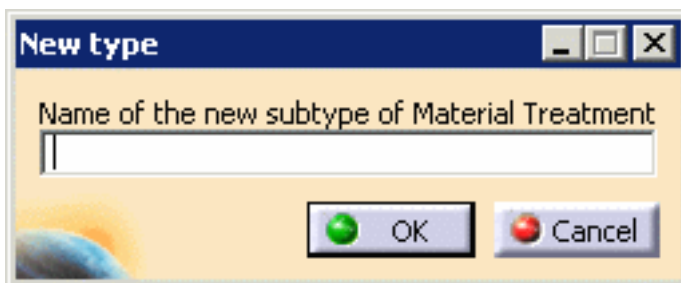 New type
Name of the new subtype of Material Treatment
OK
Cancel